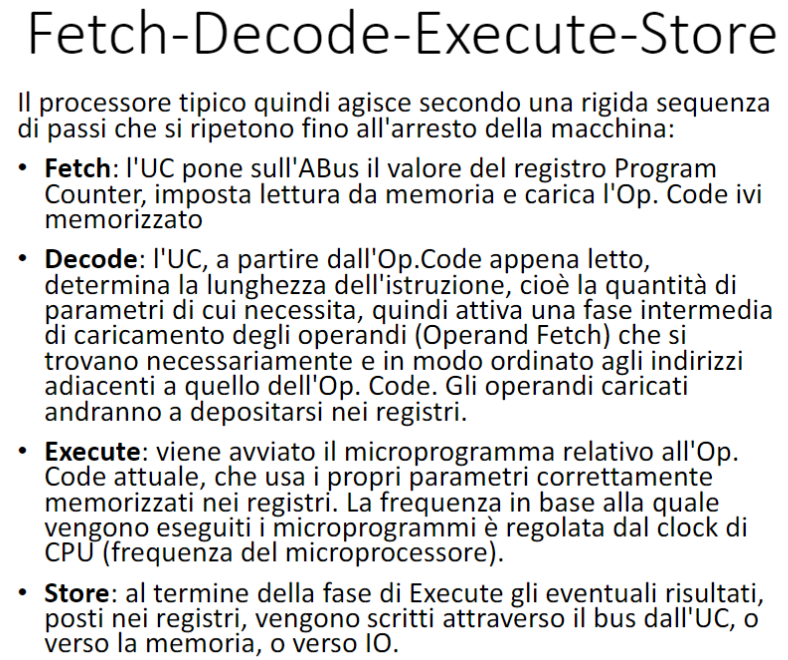 Fetch-Decode-Execute-Store
Il processore tipico quindi agisce secondo una rigida sequenza
di passi che si ripetono fino all'arresto della macchina:
• Fetch: l'UC pone sull'ABus il valore del registro Program
Counter, imposta lettura da memoria e carica l'Op. Code ivi
memorizzato
• Decode: l'UC, a partire dall'Op.Code appena letto,
determina la lunghezza dell'istruzione, cioè la quantità di
parametri di cui necessita, quindi attiva una fase intermedia
di caricamento degli operandi (Operand Fetch) che si
trovano necessariamente e in modo ordinato agli indirizzi
adiacenti a quello dell'Op. Code. Gli operandi caricati
andranno a depositarsi nei registri.
• Execute: viene avviato il microprogramma relativo all'Op.
Code attuale, che usa i propri parametri correttamente
memorizzati nei registri. La frequenza in base alla quale
vengono eseguiti i microprogrammi è regolata dal clock di
CPU (frequenza del microprocessore).
• Store: al termine della fase di Execute gli eventuali risultati,
posti nei registri, vengono scritti attraverso il bus dall'UC, o
verso la memoria, o verso IO.